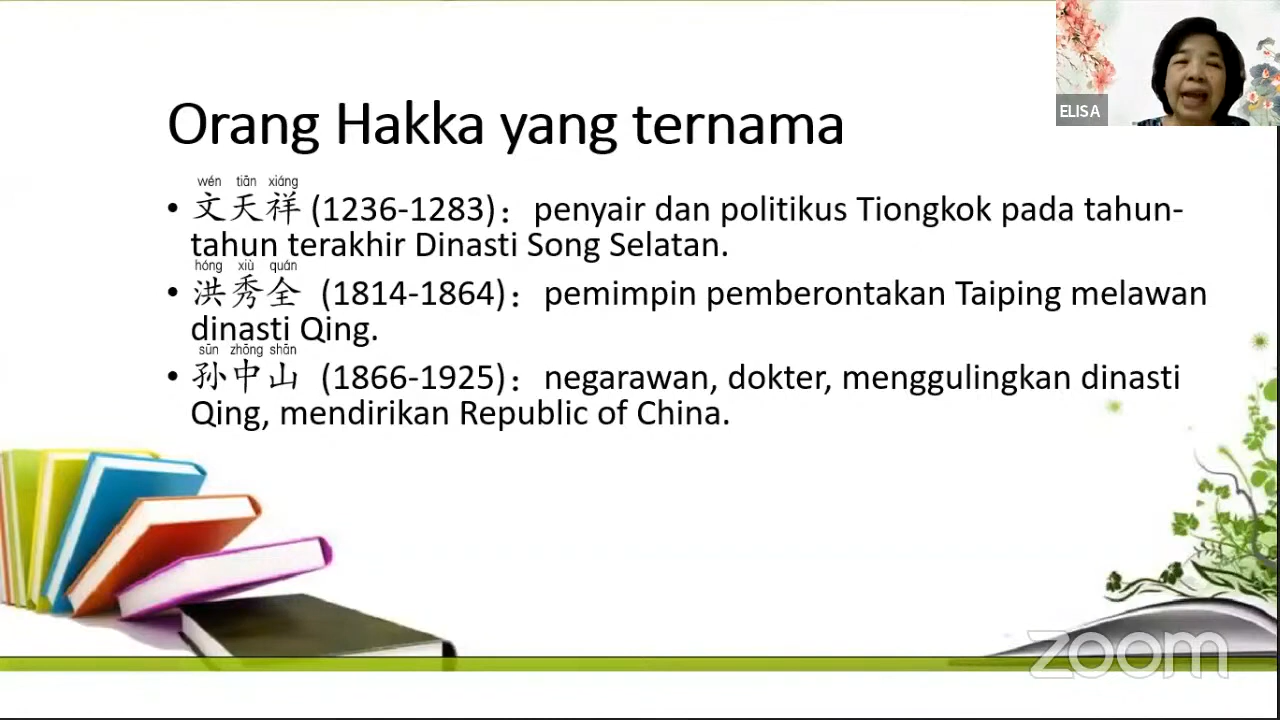 ELISA
Orang Hakka yang ternama
wén tiān xiáng
• 文天祥 (1236-1283)： penyair dan politikus Tiongkok pada tahun-
tahun terakhir Dinasti Song Selatan.
hóng xiù quán
• 洪秀全 (1814-1864)： pemimpin pemberontakan Taiping melawan
dinasti Qing.
sūn zhōng shān
• 孙中山 (1866-1925)： negarawan, dokter, menggulingkan dinasti
Qing, mendirikan Republic of China.
zoom